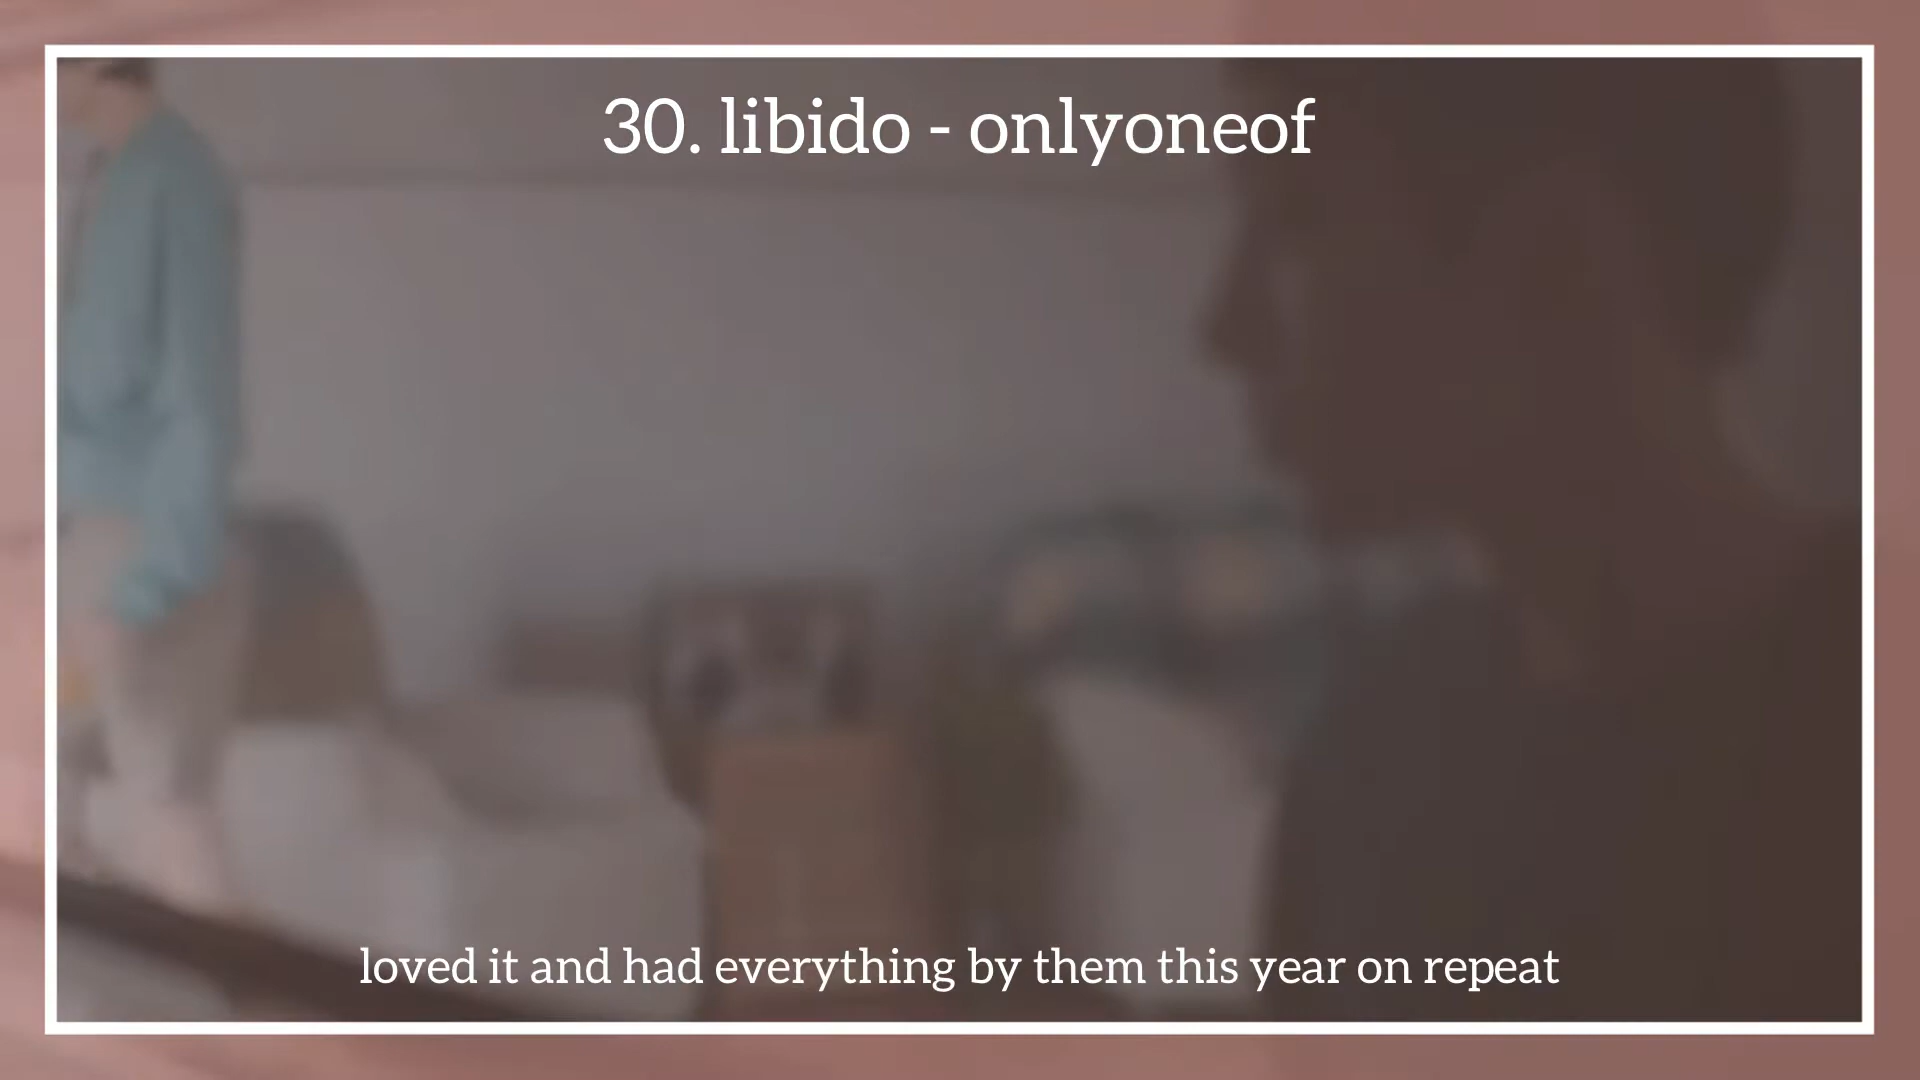 30. libido - onlyoneof
loved it and had everything by them this year on repeat